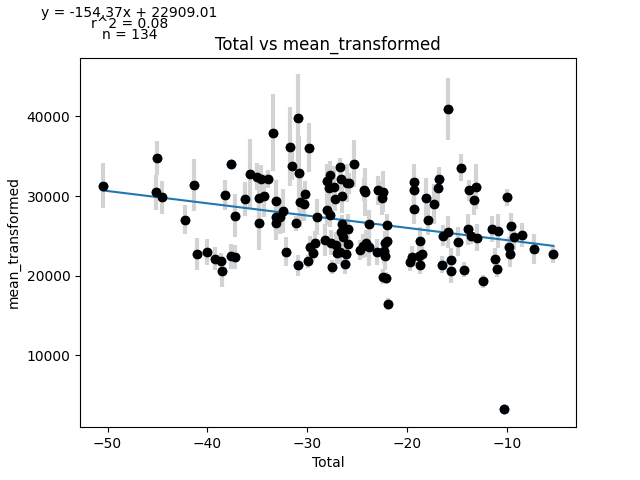 y = -154.37x + 22909.01
r^2 = 0.08
n = 134
Total vs mean_transformed
40000
30000
20000
10000
mean_transformed
−50
−40
−30
−20
−10
Total